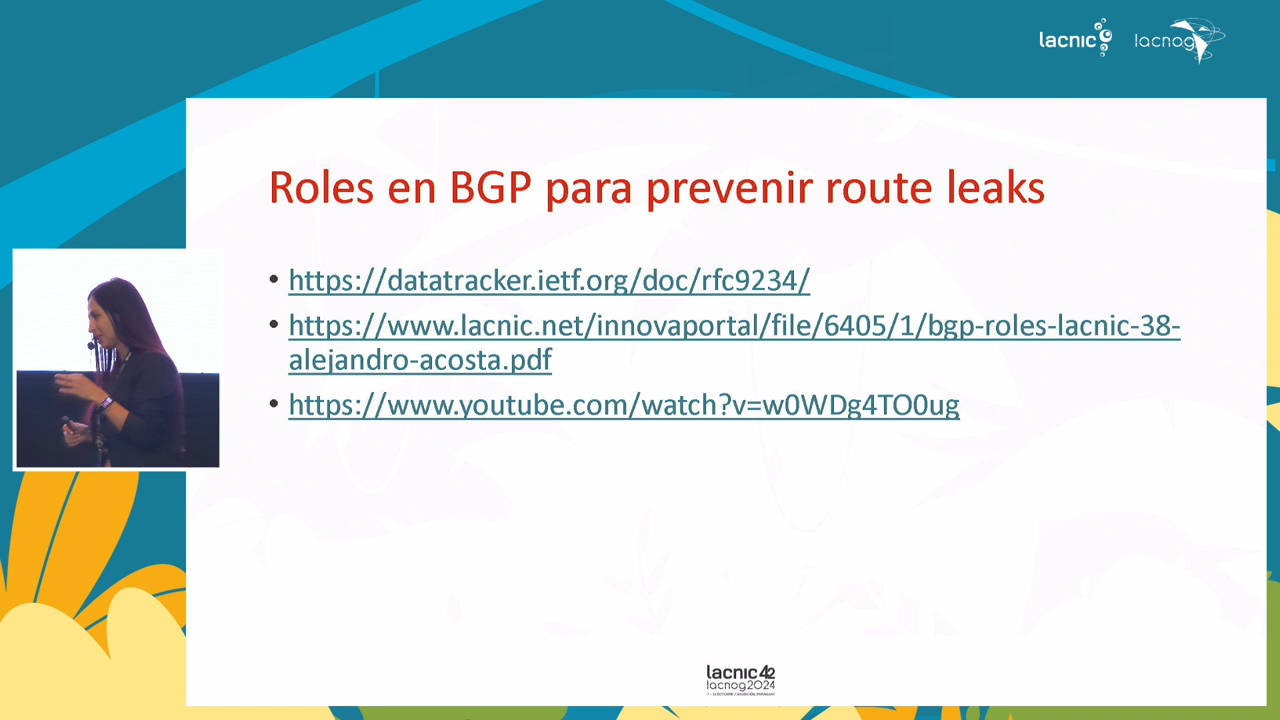 lacnic
lacnog
Roles en BGP para prevenir route leaks
• https://datatracker.ietf.org/doc/rfc9234/
• https://www.lacnic.net/innovaportal/file/6405/1/bgp-roles-lacnic-38-
alejandro-acosta.pdf
• https://www.youtube.com/watch?v=w0WDg4TO0ug
lacnic42
lacnog2024